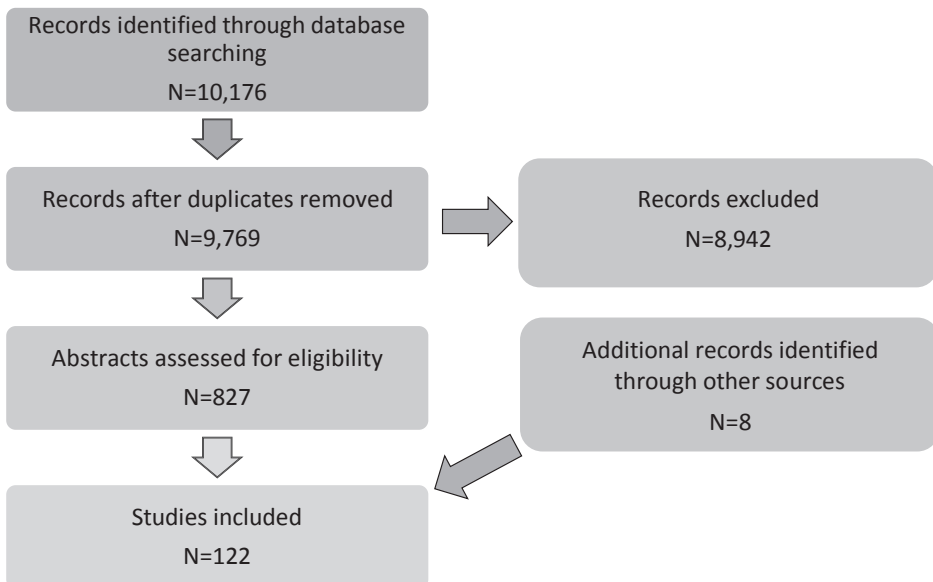 Records identified through database
searching
N=10,176
Records after duplicates removed
N=9,769
Records excluded
N=8,942
Abstracts assessed for eligibility
N=827
Additional records identified
through other sources
N=8
Studies included
N=122